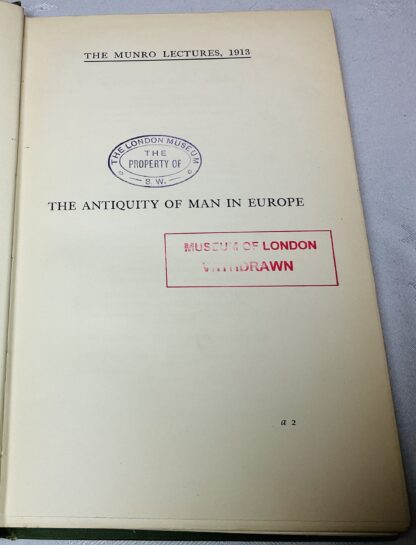 THE MUNRO LECTURES, 1913
THE LONDON MUSEUM
THE
PROPERTY OF
S. W.
THE ANTIQUITY OF MAN IN EUROPE
MUSEUM OF LONDON
WITHDRAWN
a 2